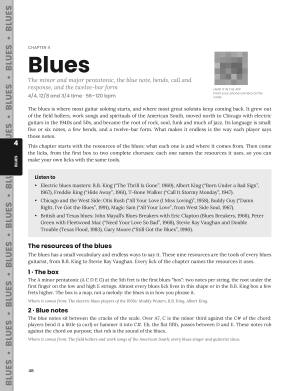 BLUES • BLUES • BLUES • BLUES • BLUES • BLUES • BLUES • BLUES
4
BLUES
CHAPTER 4
Blues
The major and minor pentatonic, the blue note, bends, call and
response, and the twelve-bar form
4/4, 12/8 and 3/4 time · 56–120 bpm
The blues is where most guitar soloing starts, and where most great soloists keep coming back. It grew out
of the field hollers, work songs and spirituals of the American South, moved north to Chicago with electric
guitars in the 1940s and 50s, and became the root of rock, soul, funk and much of jazz. Its language is small:
five or six notes, a few bends, and a twelve-bar form. What makes it endless is the way each player says
those notes.
This chapter starts with the resources of the blues: what each one is and where it comes from. Then come
the licks, from the first box to two complete choruses; each one names the resources it uses, so you can
make your own licks with the same tools.
Listen to
• Electric blues masters: B.B. King (“The Thrill Is Gone”, 1969), Albert King (“Born Under a Bad Sign”,
1967), Freddie King (“Hide Away”, 1961), T-Bone Walker (“Call It Stormy Monday”, 1947).
• Chicago and the West Side: Otis Rush (“All Your Love (I Miss Loving)”, 1958), Buddy Guy (“Damn
Right, I’ve Got the Blues”, 1991), Magic Sam (“All Your Love”, from West Side Soul, 1967).
• British and Texas blues: John Mayall’s Bluesbreakers with Eric Clapton (Blues Breakers, 1966), Peter
Green with Fleetwood Mac (“Need Your Love So Bad”, 1968), Stevie Ray Vaughan and Double
Trouble (Texas Flood, 1983), Gary Moore (“Still Got the Blues”, 1990).
The resources of the blues
The blues has a small vocabulary and endless ways to say it. These nine resources are the tools of every blues
guitarist, from B.B. King to Stevie Ray Vaughan. Every lick of the chapter names the resources it uses.
1 · The box
The A minor pentatonic (A C D E G) at the 5th fret is the first blues “box”: two notes per string, the root under the
first finger on the low and high E strings. Almost every blues lick lives in this shape or in the B.B. King box a few
frets higher. The box is a map, not a melody: the blues is in how you phrase it.
Where it comes from: The electric blues players of the 1950s: Muddy Waters, B.B. King, Albert King.
2 · Blue notes
The blue notes sit between the cracks of the scale. Over A7, C is the minor third against the C# of the chord:
players bend it a little (a curl) or hammer it into C#. Eb, the flat fifth, passes between D and E. These notes rub
against the chord on purpose; that rub is the sound of the blues.
Where it comes from: The field hollers and work songs of the American South; every blues singer and guitarist since.
48